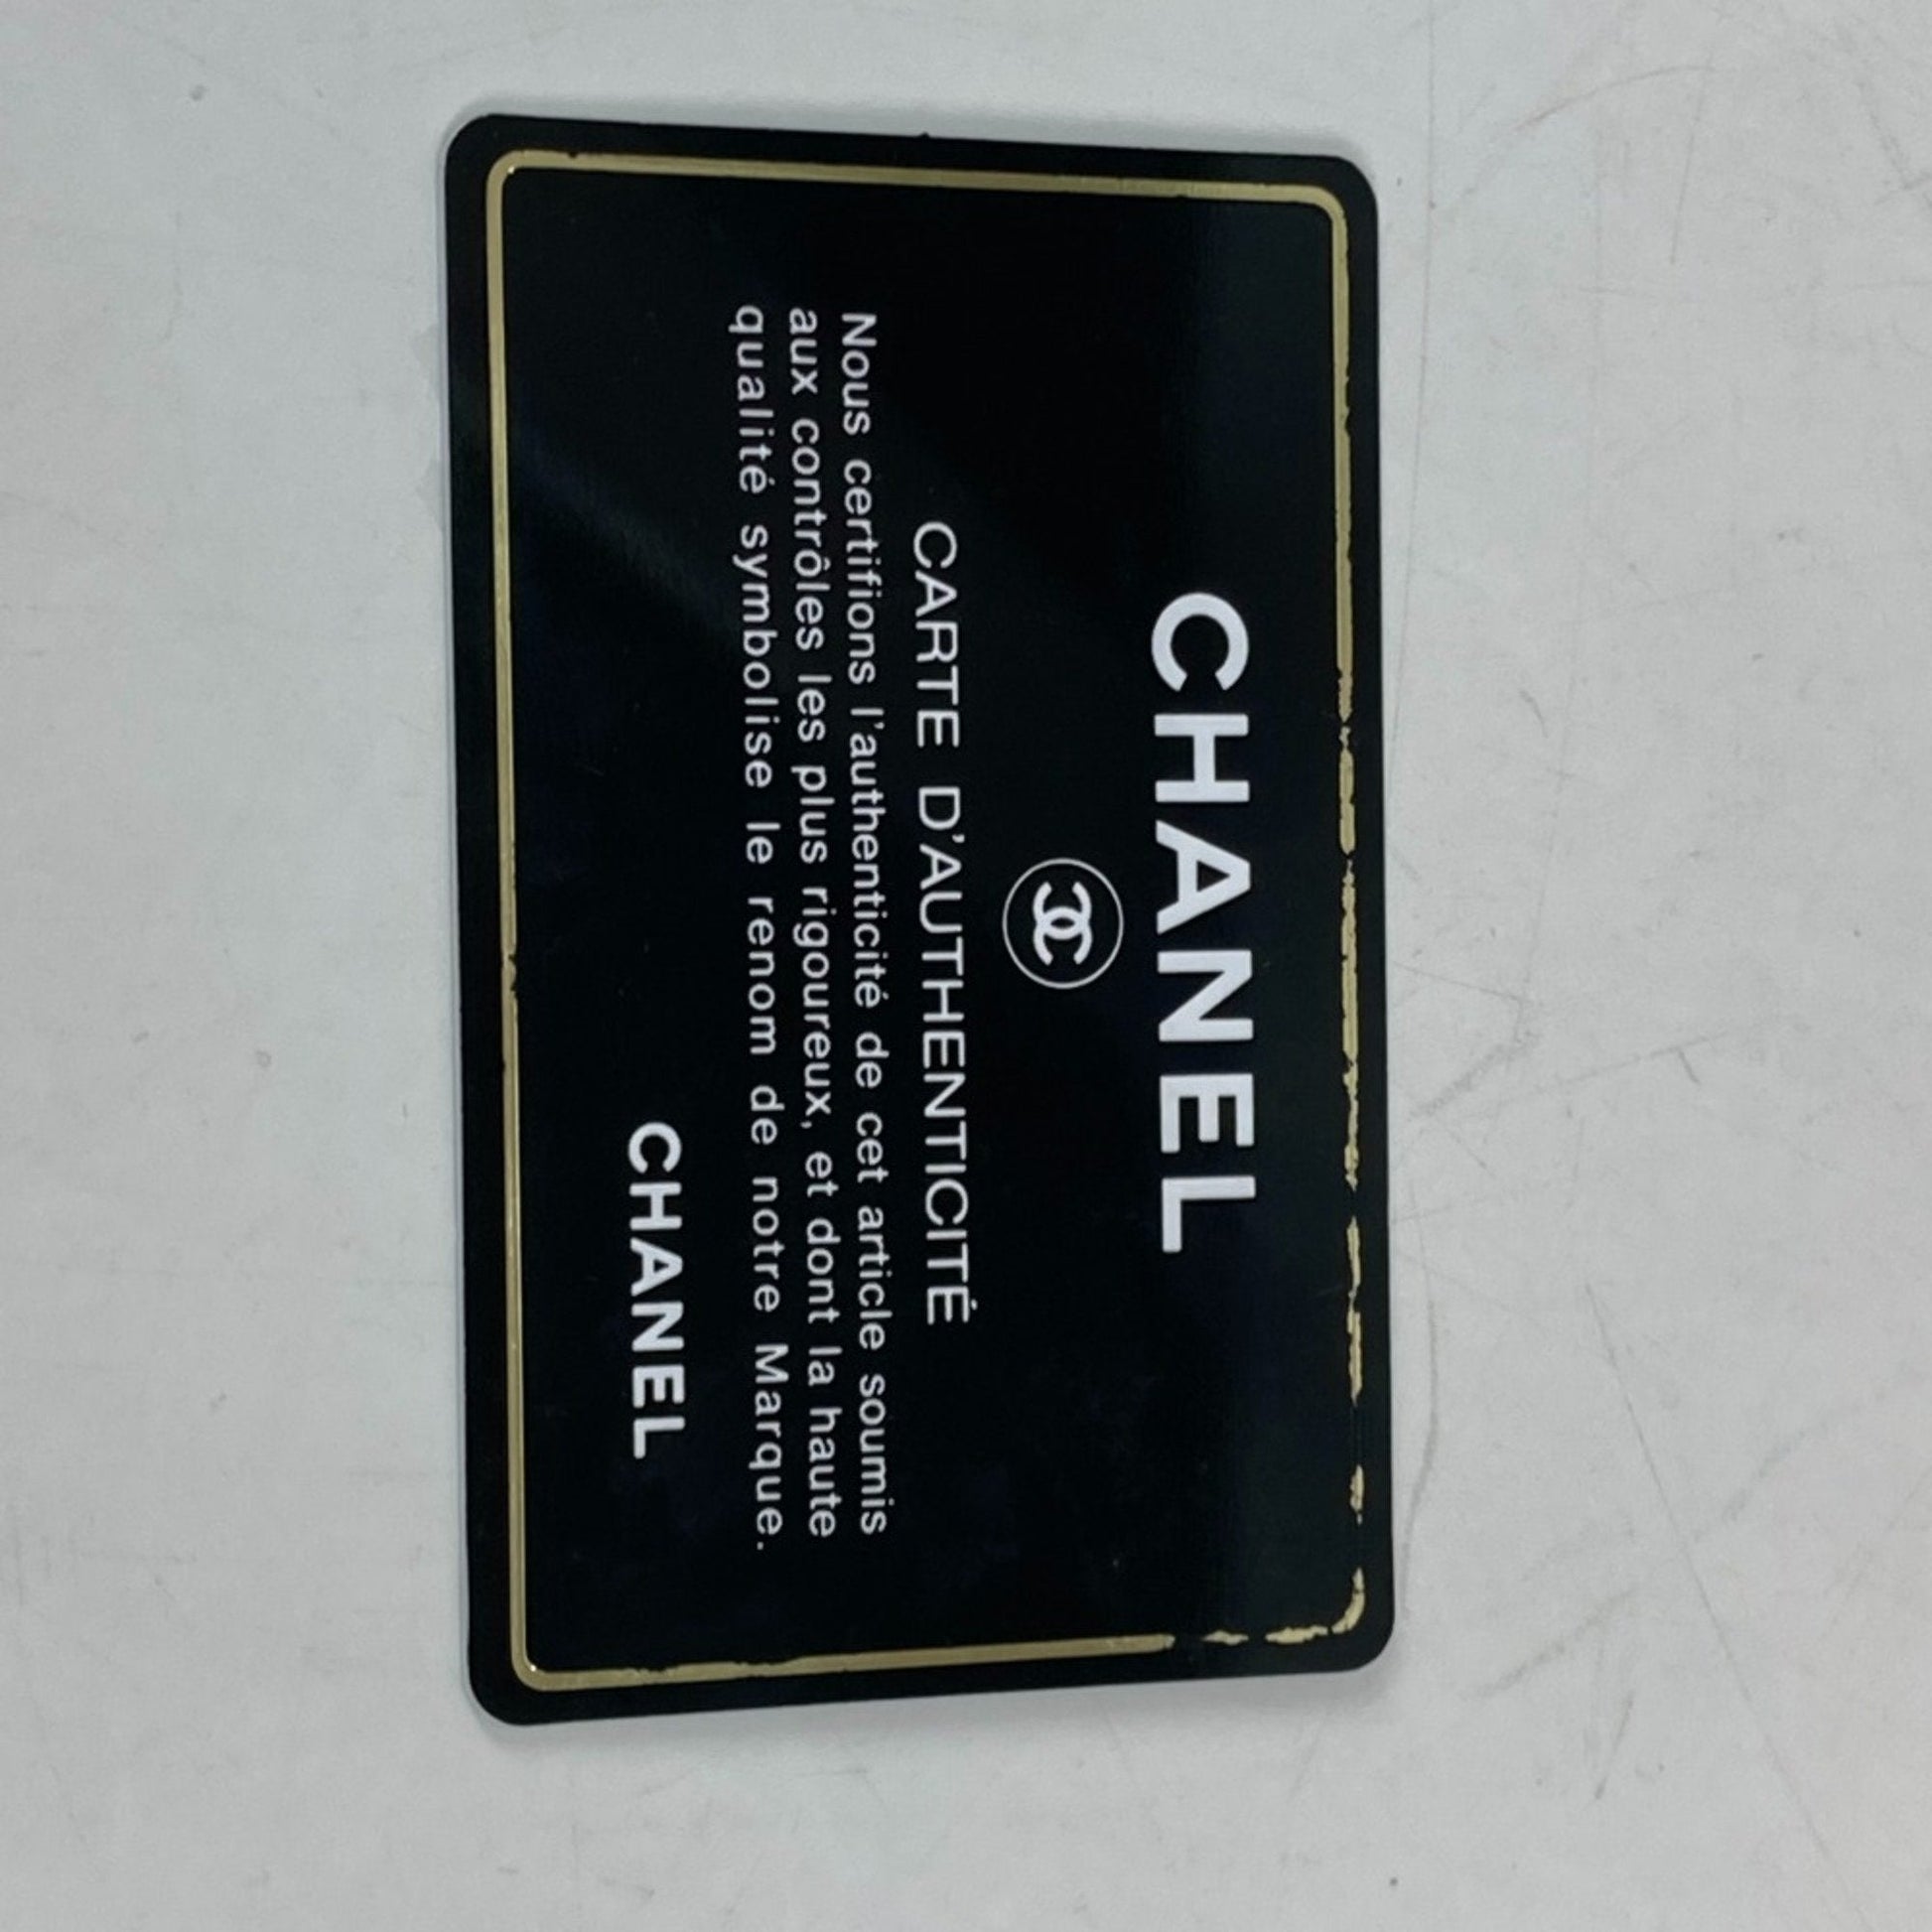 CHANEL
CARTE D'AUTHENTICITÉ
Nous certifions l'authenticité de cet article soumis
aux contrôles les plus rigoureux, et dont la haute
qualité symbolise le renom de notre Marque.
CHANEL